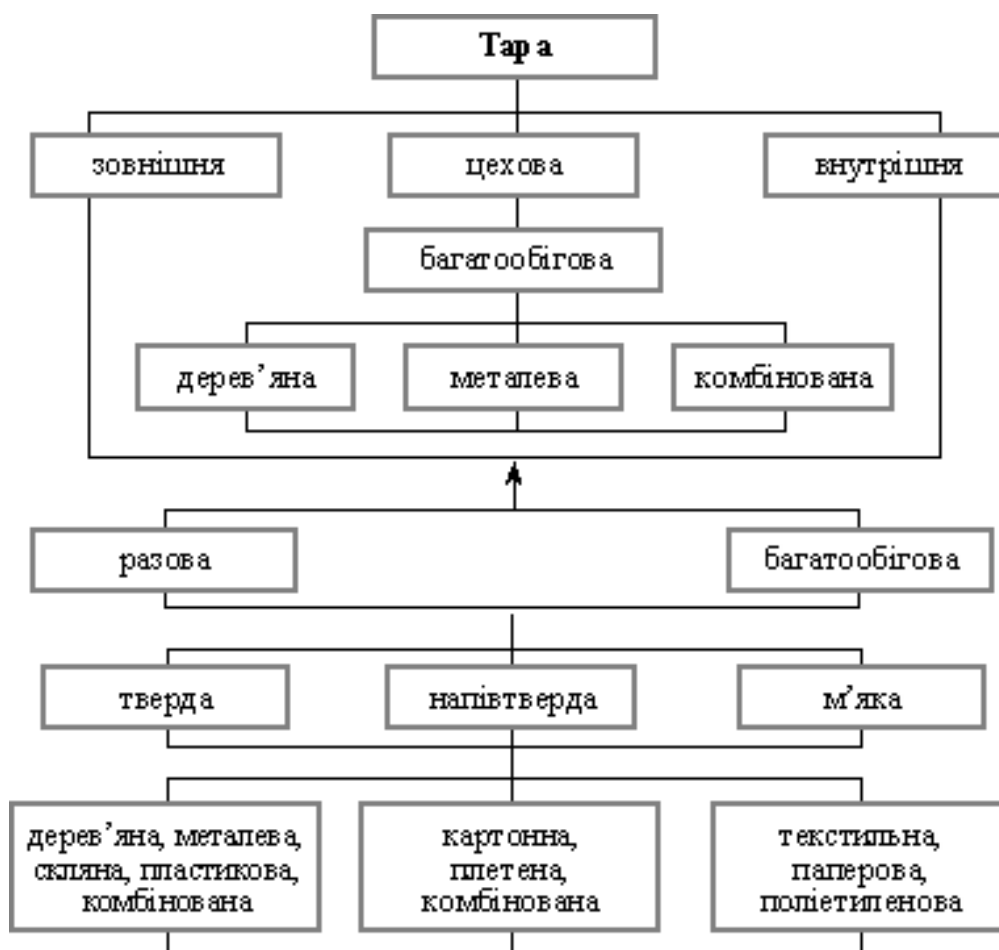 Тара
зовнішня
цехова
внутрішня
багатообігова
дерев’яна
металева
комбінована
разова
багатообігова
тверда
напівтверда
м’яка
дерев’яна, металева,
скляна, пластикова,
комбінована
картонна,
плетена,
комбінована
текстильна,
паперова,
поліетиленова